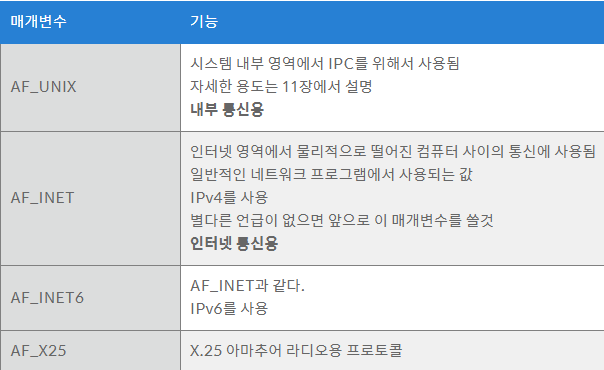 매개변수 기능
AF_UNIX
시스템 내부 영역에서 IPC를 위해서 사용됨
자세한 용도는 11장에서 설명
내부 통신용
AF_INET
인터넷 영역에서 물리적으로 떨어진 컴퓨터 사이의 통신에 사용됨
일반적인 네트워크 프로그램에서 사용되는 값
IPv4를 사용
별다른 언급이 없으면 앞으로 이 매개변수를 쓸것
인터넷 통신용
AF_INET6
AF_INET과 같다.
IPv6를 사용
AF_X25 X.25 아마추어 라디오용 프로토콜